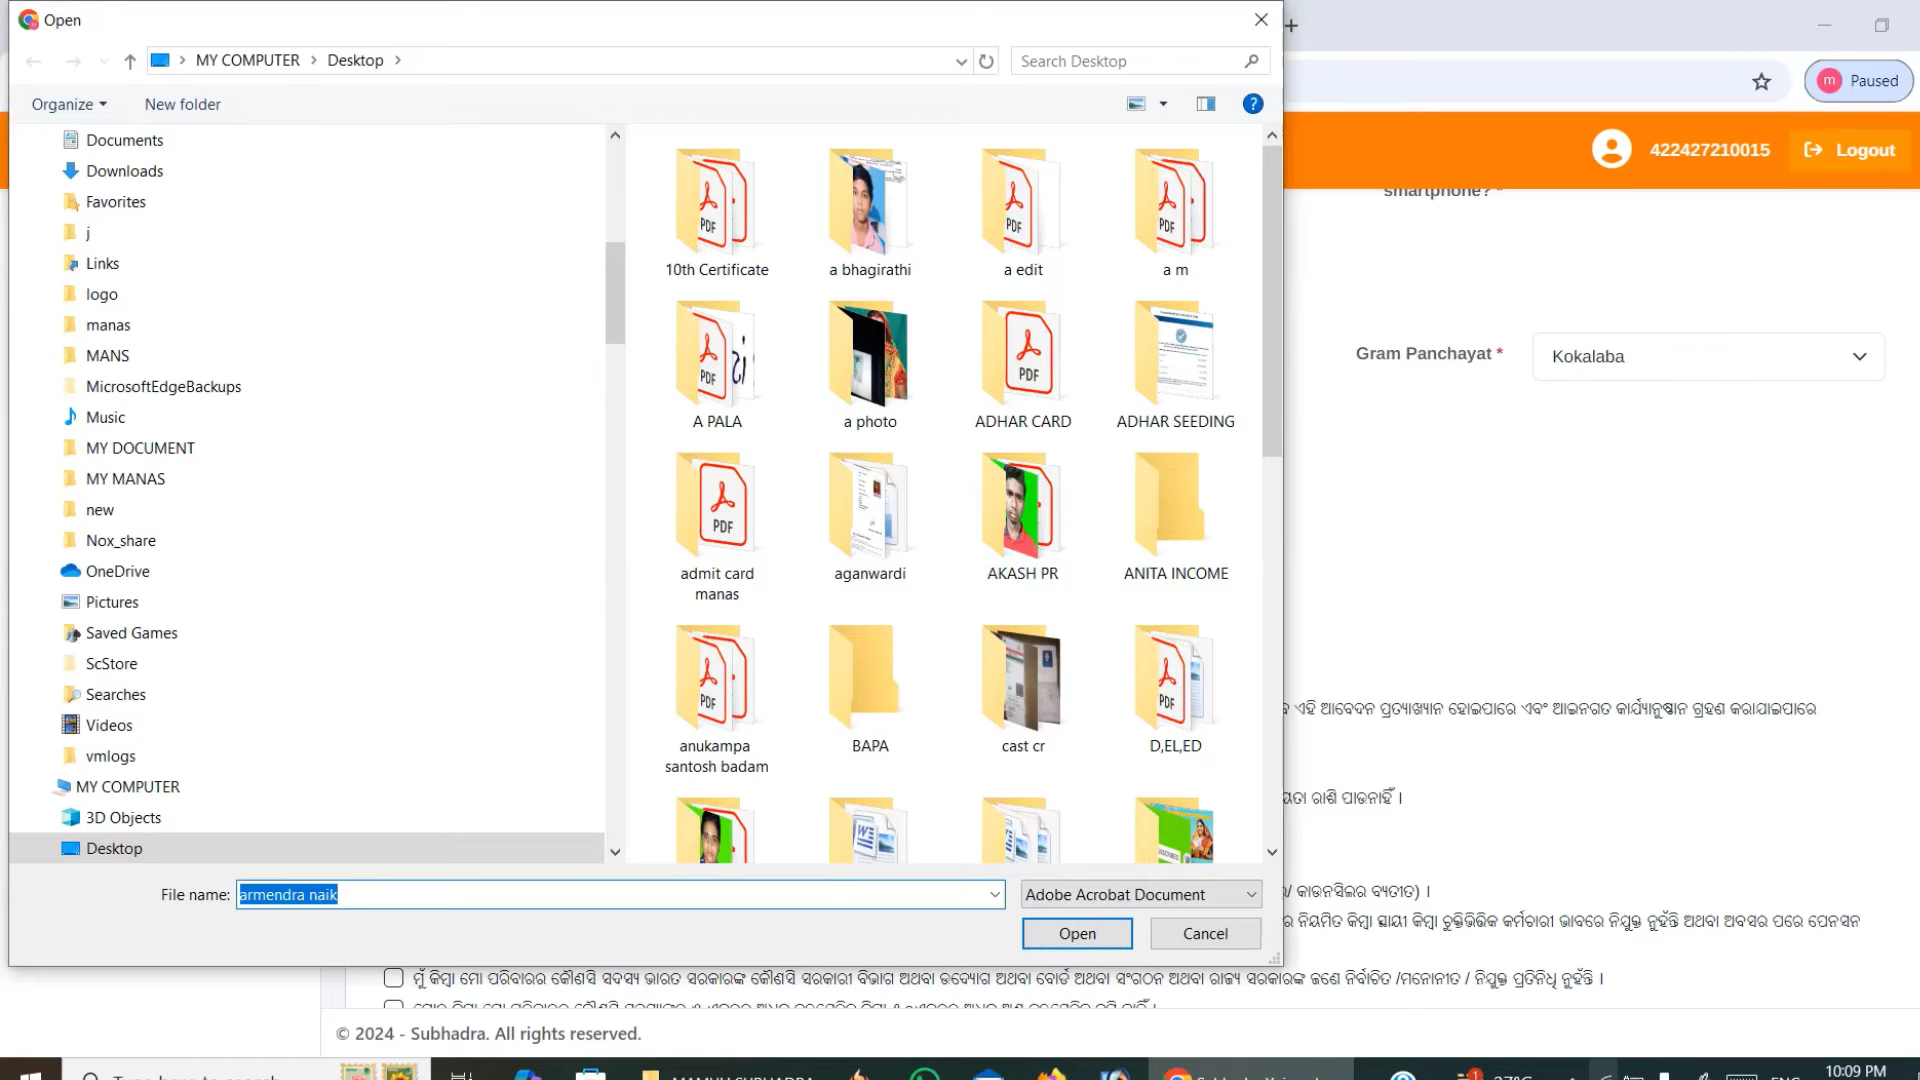 Open
MY COMPUTER > Desktop >
Search Desktop
Paused
Organize
New folder
422427210015
Logout
smartphone? *
Documents
Downloads
Favorites
j
Links
logo
manas
MANS
MicrosoftEdgeBackups
Music
MY DOCUMENT
MY MANAS
new
Nox_share
OneDrive
Pictures
Saved Games
ScStore
Searches
Videos
vmlogs
MY COMPUTER
3D Objects
Desktop
10th Certificate
a bhagirathi
a edit
a m
A PALA
a photo
ADHAR CARD
ADHAR SEEDING
admit card
manas
aganwardi
AKASH PR
ANITA INCOME
anukampa
santosh badam
BAPA
cast cr
D,EL,ED
Gram Panchayat *
Kokalaba
ଏହି ଆବେଦନ ପ୍ରତ୍ୟାଖ୍ୟାନ ହୋଇପାରେ ଏବଂ ଆଇନଗତ କାର୍ଯ୍ୟାନୁଷ୍ଠାନ ଗ୍ରହଣ କରାଯାଇପାରେ
ରାଶି ପାଉନାହିଁ ।
/ କାଉନସିଲର ବ୍ୟତୀତ) ।
ନିୟମିତ କିମ୍ବା ସ୍ଥାୟୀ କିମ୍ବା ଚୁକ୍ତିଭିତ୍ତିକ କର୍ମଚାରୀ ଭାବରେ ନିଯୁକ୍ତ ନୁହଁନ୍ତି ଅଥବା ଅବସର ପରେ ପେନସନ
File name: armendra naik
Adobe Acrobat Document
Open
Cancel
ମୁଁ କିମ୍ବା ମୋ ପରିବାରର କୌଣସି ସଦସ୍ୟ ଭାରତ ସରକାରଙ୍କ କୌଣସି ସରକାରୀ ବିଭାଗ ଅଥବା ଉଦ୍ୟୋଗ ଅଥବା ବୋର୍ଡ ଅଥବା ସଂଗଠନ ଅଥବା ରାଜ୍ୟ ସରକାରଙ୍କ ଜଣେ ନିର୍ବାଚିତ /ମନୋନୀତ / ନିଯୁକ୍ତ ପ୍ରତିନିଧି ନୁହଁନ୍ତି ।
© 2024 - Subhadra. All rights reserved.
10:09 PM